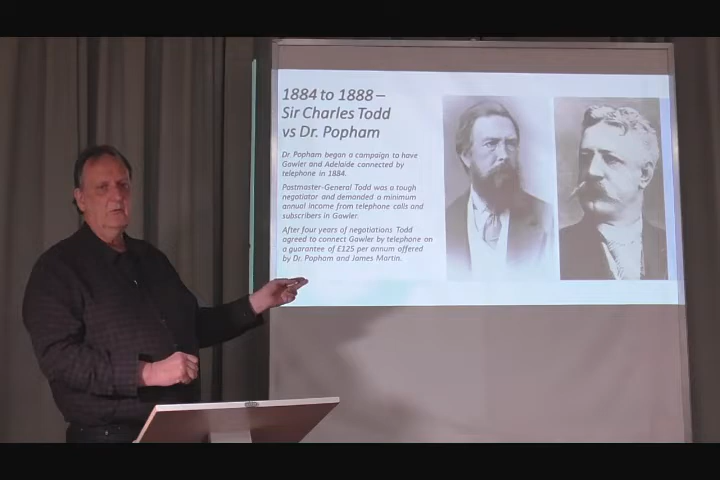 1884 to 1888 –
Sir Charles Todd
vs Dr. Popham
Dr Popham began a campaign to have
Gawler and Adelaide connected by
telephone in 1884.
Postmaster-General Todd was a tough
negotiator and demanded a minimum
annual income from telephone calls and
subscribers in Gawler.
After four years of negotiations Todd
agreed to connect Gawler by telephone on
a guarantee of £125 per annum offered
by Dr. Popham and James Martin.